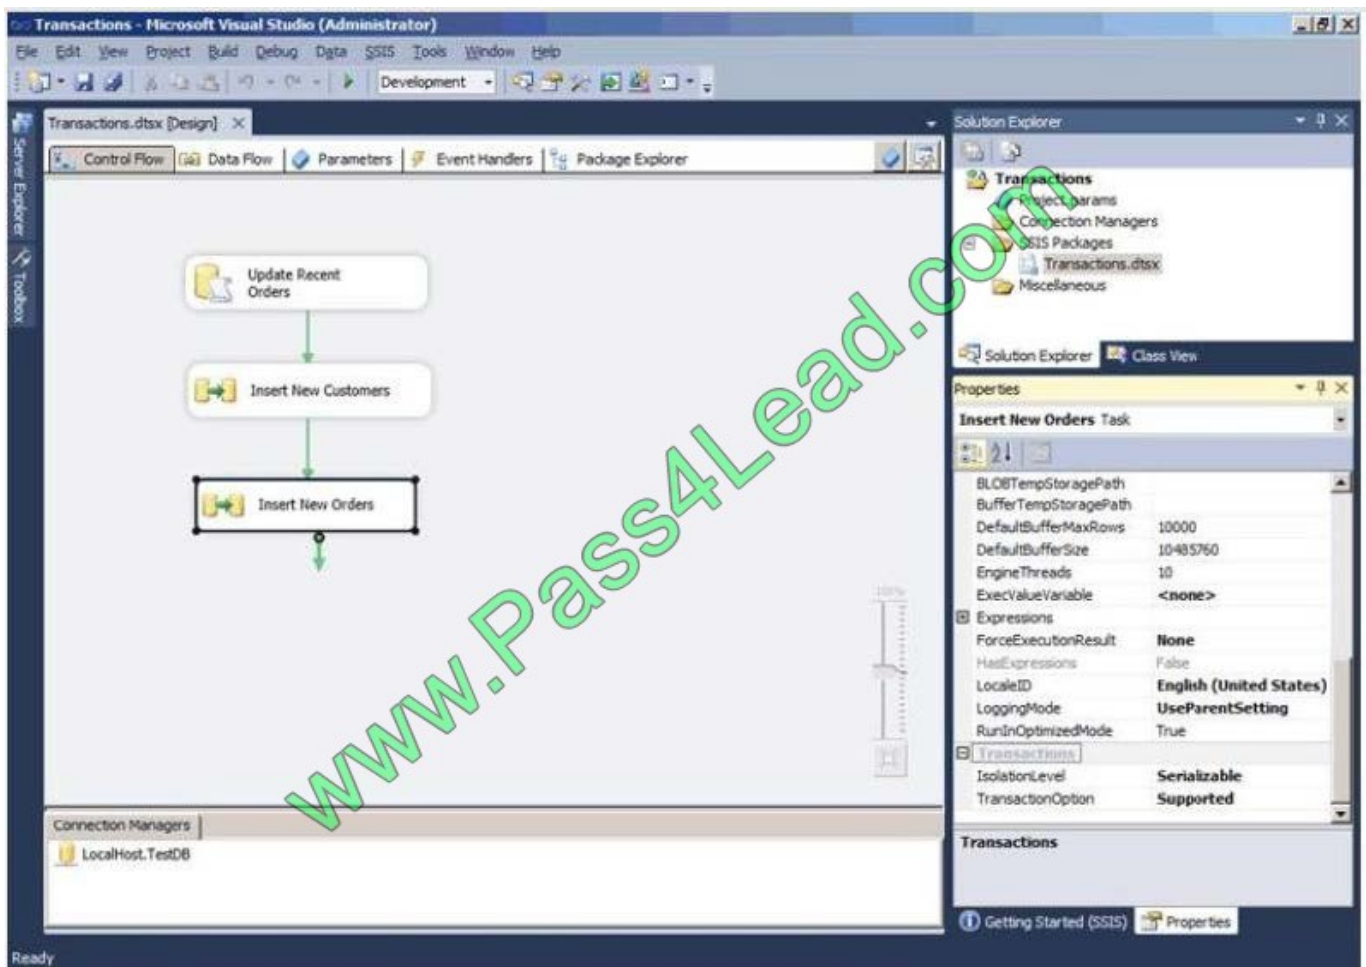 Transactions - Microsoft Visual Studio (Administrator)
File Edit View Project Build Debug Data SSIS Tools Window Help
Development
Server Explorer
Toolbox
Transactions.dtsx [Design]
Control Flow Data Flow Parameters Event Handlers Package Explorer
Update Recent
Orders
Insert New Customers
Insert New Orders
100%
Connection Managers
LocalHost.TestDB
Solution Explorer
Transactions
Project.params
Connection Managers
SSIS Packages
Transactions.dtsx
Miscellaneous
Solution Explorer Class View
Properties
Insert New Orders Task
BLOBTempStoragePath
BufferTempStoragePath
DefaultBufferMaxRows 10000
DefaultBufferSize 10485760
EngineThreads 10
ExecValueVariable <none>
Expressions
ForceExecutionResult None
HasExpressions False
LocaleID English (United States)
LoggingMode UseParentSetting
RunInOptimizedMode True
Transactions
IsolationLevel Serializable
TransactionOption Supported
Transactions
Getting Started (SSIS) Properties
Ready
www.Pass4Lead.com